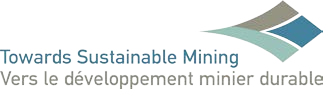 Towards Sustainable Mining
Vers le développement minier durable